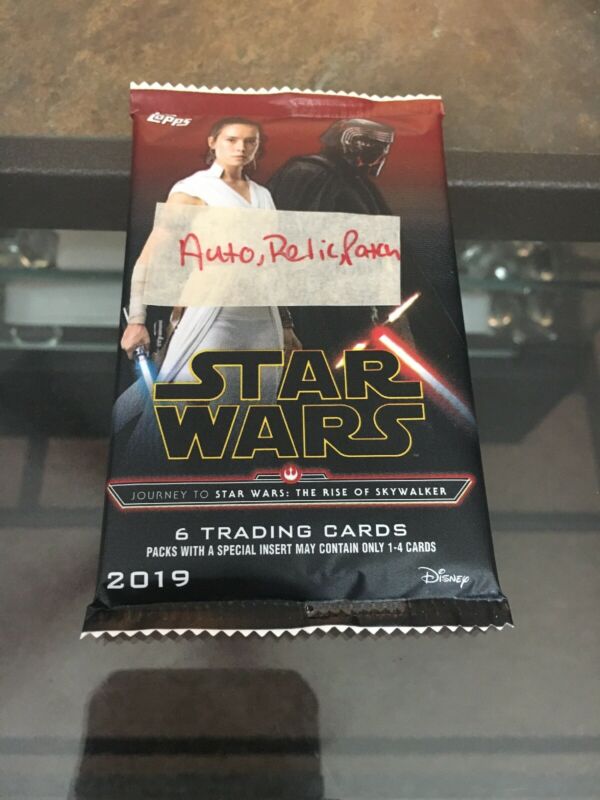 Topps
Auto, Relic, Patch
STAR
WARS
JOURNEY TO STAR WARS: THE RISE OF SKYWALKER
6 TRADING CARDS
PACKS WITH A SPECIAL INSERT MAY CONTAIN ONLY 1-4 CARDS
2019
Disney